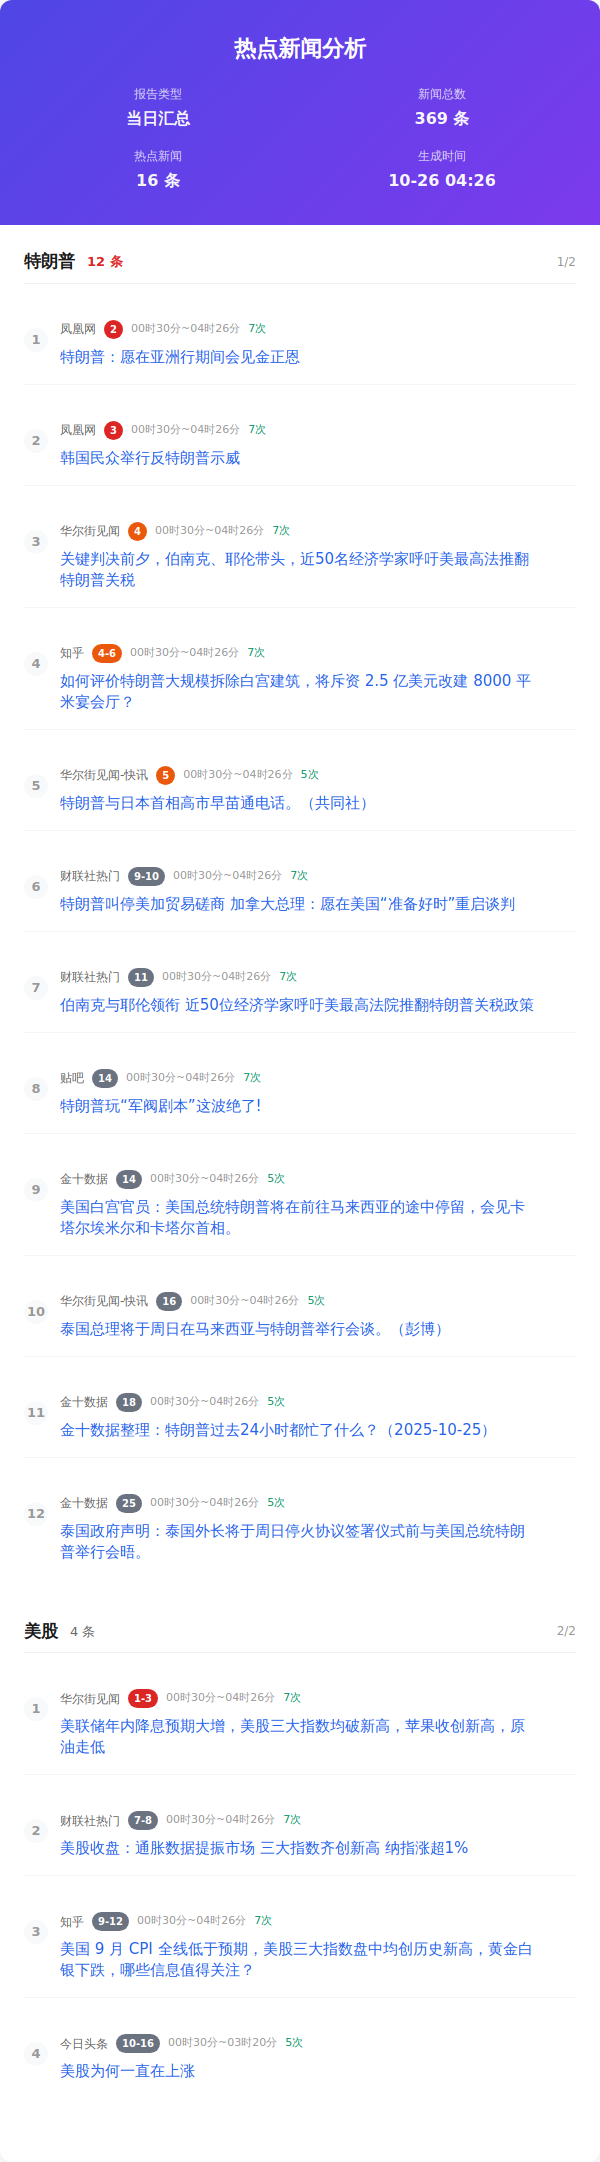 热点新闻分析
报告类型
新闻总数
当日汇总
369 条
热点新闻
生成时间
16 条
10-26 04:26
特朗普 12 条 1/2
1 凤凰网 2 00时30分~04时26分 7次
特朗普：愿在亚洲行期间会见金正恩
2 凤凰网 3 00时30分~04时26分 7次
韩国民众举行反特朗普示威
3 华尔街见闻 4 00时30分~04时26分 7次
关键判决前夕，伯南克、耶伦带头，近50名经济学家呼吁美最高法推翻
特朗普关税
4 知乎 4-6 00时30分~04时26分 7次
如何评价特朗普大规模拆除白宫建筑，将斥资 2.5 亿美元改建 8000 平
米宴会厅？
5 华尔街见闻-快讯 5 00时30分~04时26分 5次
特朗普与日本首相高市早苗通电话。（共同社）
6 财联社热门 9-10 00时30分~04时26分 7次
特朗普叫停美加贸易磋商 加拿大总理：愿在美国“准备好时”重启谈判
7 财联社热门 11 00时30分~04时26分 7次
伯南克与耶伦领衔 近50位经济学家呼吁美最高法院推翻特朗普关税政策
8 贴吧 14 00时30分~04时26分 7次
特朗普玩“军阀剧本”这波绝了!
9 金十数据 14 00时30分~04时26分 5次
美国白宫官员：美国总统特朗普将在前往马来西亚的途中停留，会见卡
塔尔埃米尔和卡塔尔首相。
10 华尔街见闻-快讯 16 00时30分~04时26分 5次
泰国总理将于周日在马来西亚与特朗普举行会谈。（彭博）
11 金十数据 18 00时30分~04时26分 5次
金十数据整理：特朗普过去24小时都忙了什么？（2025-10-25）
12 金十数据 25 00时30分~04时26分 5次
泰国政府声明：泰国外长将于周日停火协议签署仪式前与美国总统特朗
普举行会晤。
美股 4 条 2/2
1 华尔街见闻 1-3 00时30分~04时26分 7次
美联储年内降息预期大增，美股三大指数均破新高，苹果收创新高，原
油走低
2 财联社热门 7-8 00时30分~04时26分 7次
美股收盘：通胀数据提振市场 三大指数齐创新高 纳指涨超1%
3 知乎 9-12 00时30分~04时26分 7次
美国 9 月 CPI 全线低于预期，美股三大指数盘中均创历史新高，黄金白
银下跌，哪些信息值得关注？
4 今日头条 10-16 00时30分~03时20分 5次
美股为何一直在上涨